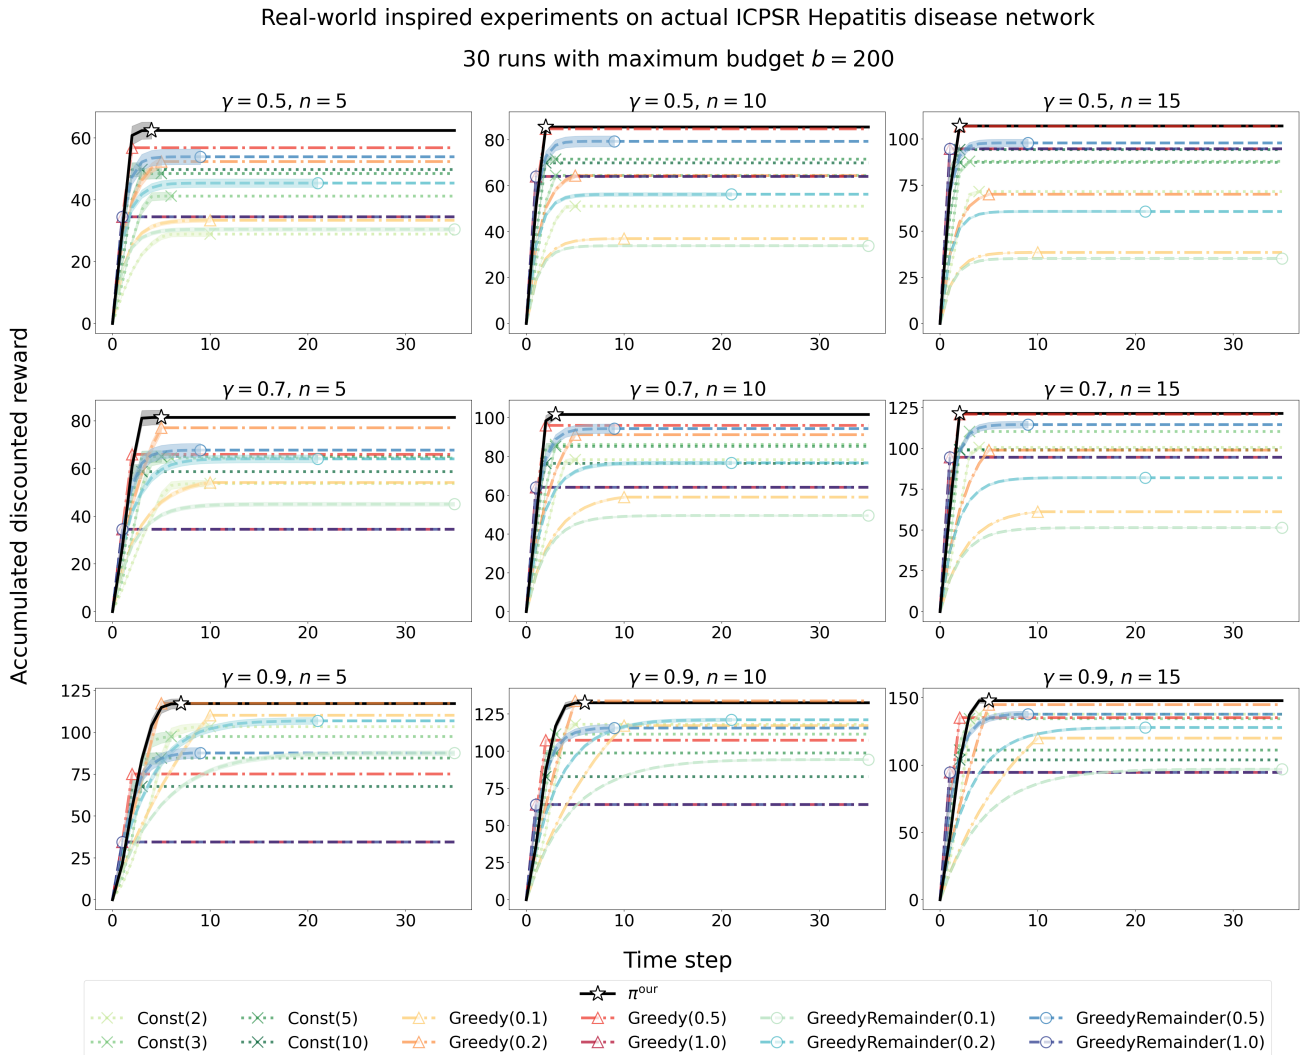 Real-world inspired experiments on actual ICPSR Hepatitis disease network
30 runs with maximum budget b = 200
γ = 0.5, n = 5
γ = 0.5, n = 10
γ = 0.5, n = 15
60
40
20
0
0 10 20 30
80
60
40
20
0
0 10 20 30
100
75
50
25
0
0 10 20 30
γ = 0.7, n = 5
γ = 0.7, n = 10
γ = 0.7, n = 15
80
60
40
20
0
0 10 20 30
100
80
60
40
20
0
0 10 20 30
125
100
75
50
25
0
0 10 20 30
γ = 0.9, n = 5
γ = 0.9, n = 10
γ = 0.9, n = 15
125
100
75
50
25
0
0 10 20 30
125
100
75
50
25
0
0 10 20 30
150
100
50
0
0 10 20 30
Accumulated discounted reward
Time step
π^our
Const(2) Const(5) Greedy(0.1) Greedy(0.5) GreedyRemainder(0.1) GreedyRemainder(0.5)
Const(3) Const(10) Greedy(0.2) Greedy(1.0) GreedyRemainder(0.2) GreedyRemainder(1.0)